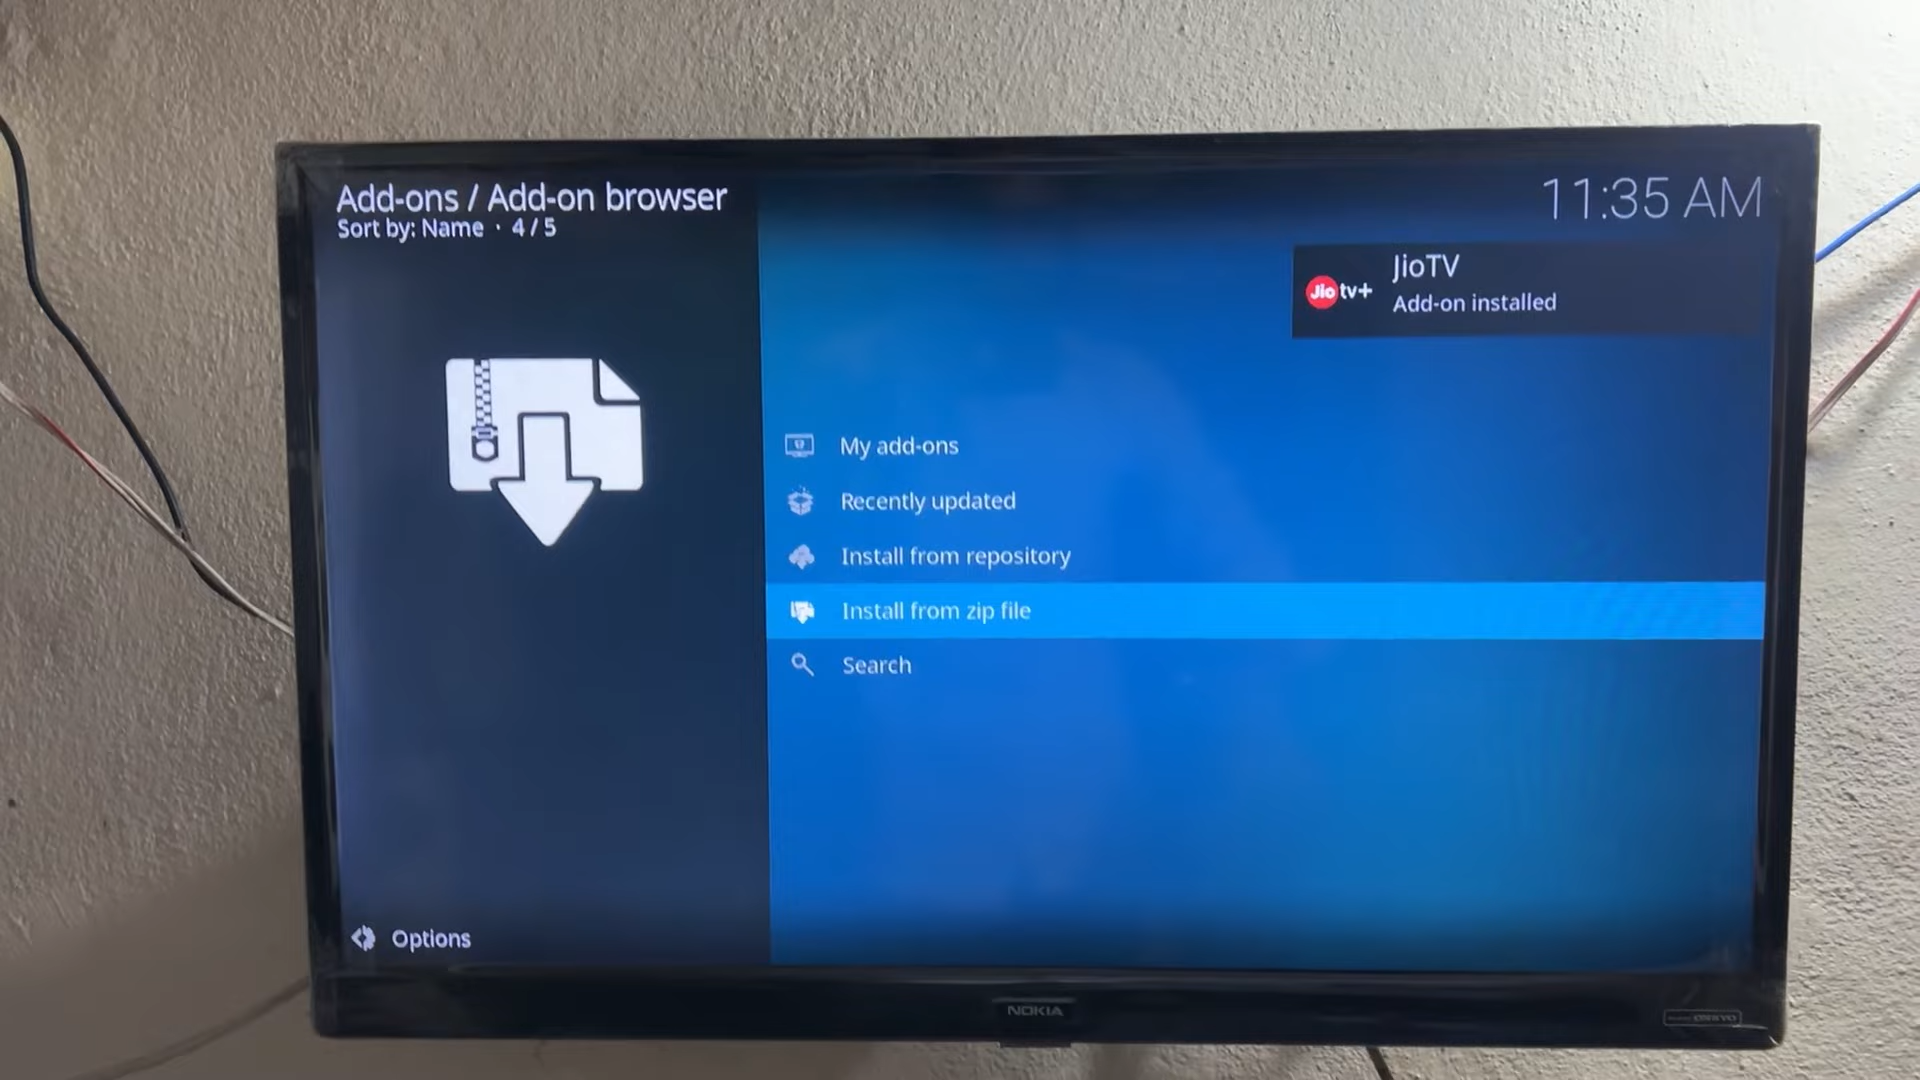 Add-ons / Add-on browser
Sort by: Name · 4 / 5
11:35 AM
Jio tv+
JioTV
Add-on installed
My add-ons
Recently updated
Install from repository
Install from zip file
Search
Options
NOKIA
ONKYO